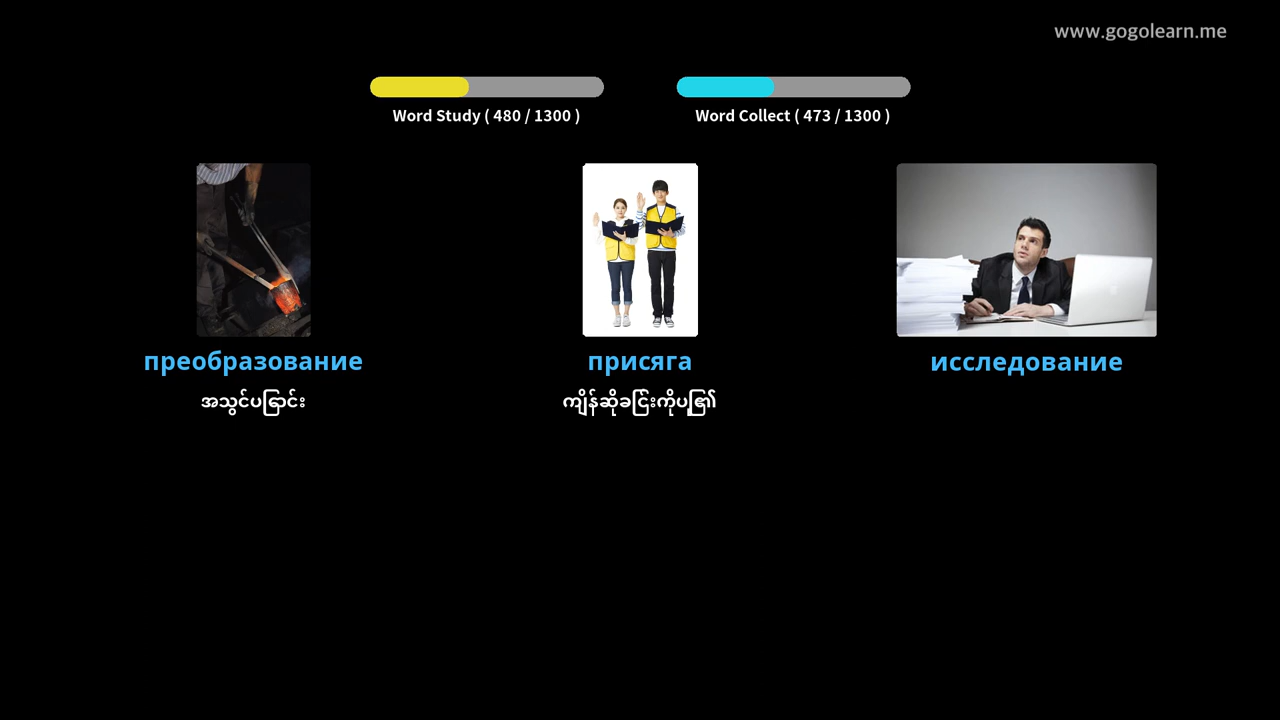 www.gogolearn.me
Word Study ( 480 / 1300 )
Word Collect ( 473 / 1300 )
преобразование
присяга
исследование
အသွင်ပြောင်း
ကျိန်ဆိုခြင်းကိုပြု၏